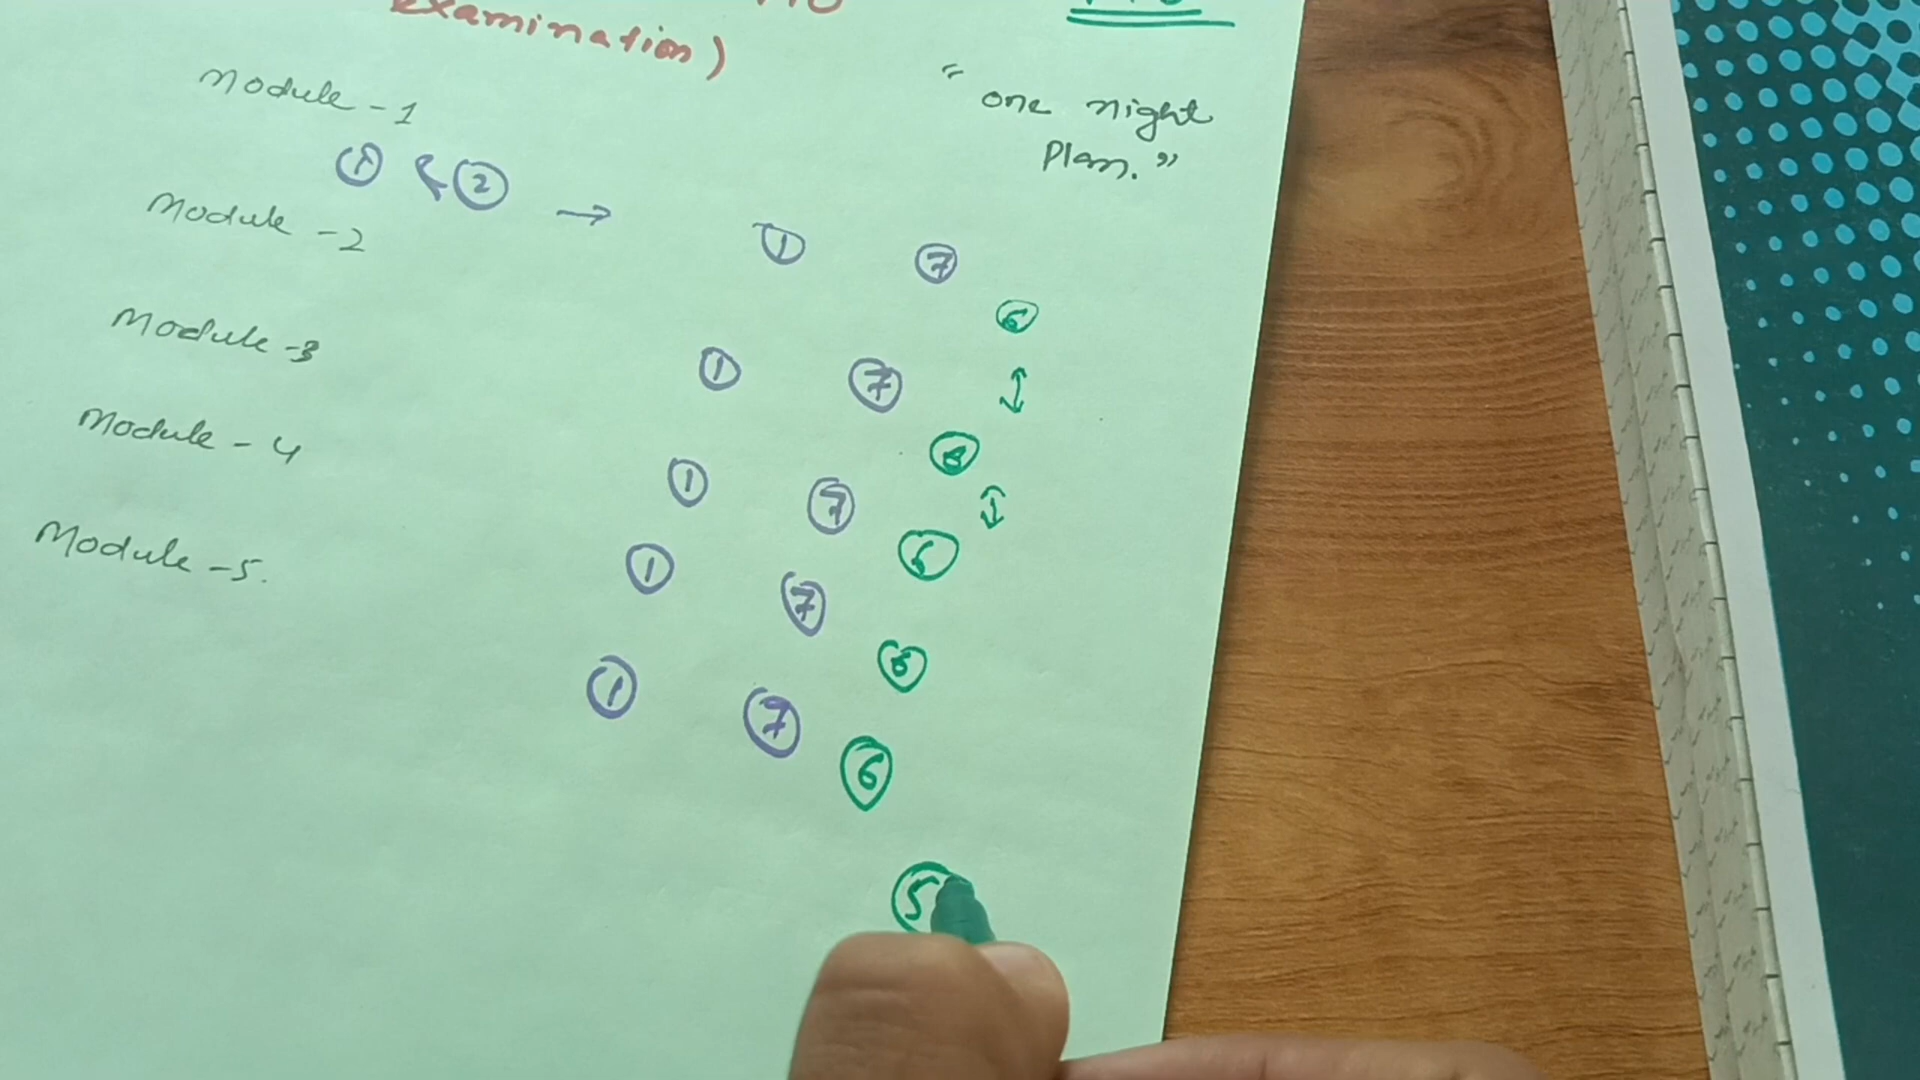 examination)
Module - 1
"one night
Plan."
① & ② →
Module - 2
① ⑦
⑥
Module - 3
① ⑦
Module - 4
① ⑦
⑥
Module - 5.
① ⑦
⑥
① ⑦
⑥
5